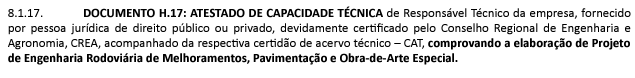 8.1.17. DOCUMENTO H.17: ATESTADO DE CAPACIDADE TÉCNICA de Responsável Técnico da empresa, fornecido
por pessoa jurídica de direito público ou privado, devidamente certificado pelo Conselho Regional de Engenharia e
Agronomia, CREA, acompanhado da respectiva certidão de acervo técnico – CAT, comprovando a elaboração de Projeto
de Engenharia Rodoviária de Melhoramentos, Pavimentação e Obra-de-Arte Especial.